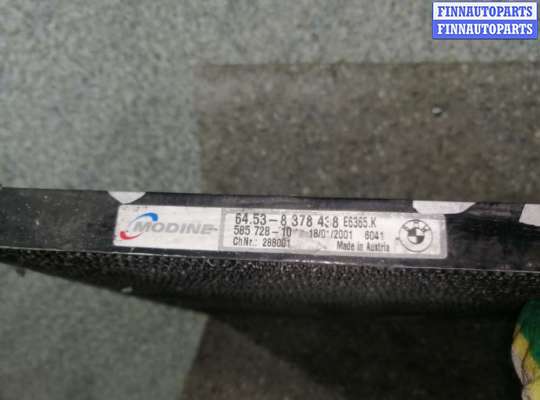 FINNAUTOPARTS
FINNAUTOPARTS
MODINE
64.53-8 378 438 E6365.K
585 728-10 18/01/2001 6041
ChNr.: 288001 Made in Austria